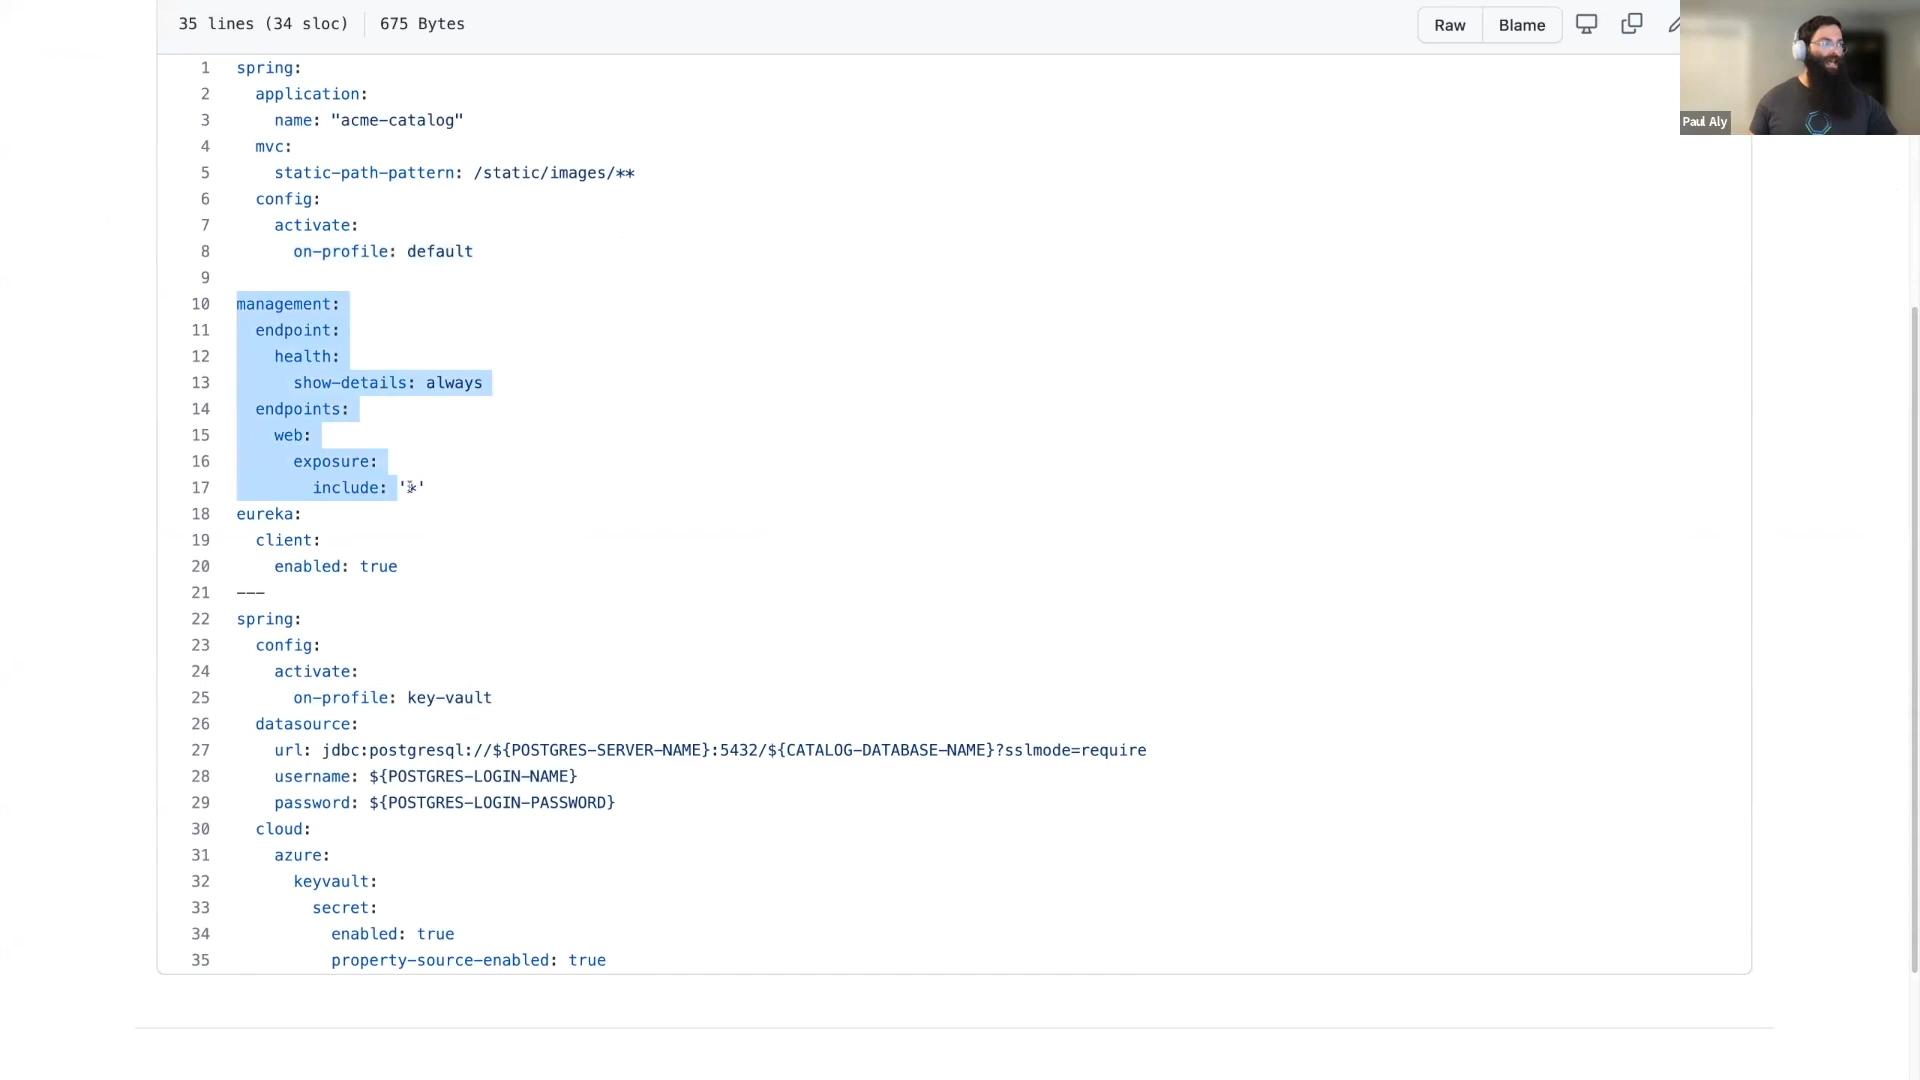 35 lines (34 sloc) 675 Bytes Raw Blame
Paul Aly
1 spring:
2 application:
3 name: "acme-catalog"
4 mvc:
5 static-path-pattern: /static/images/**
6 config:
7 activate:
8 on-profile: default
9
10 management:
11 endpoint:
12 health:
13 show-details: always
14 endpoints:
15 web:
16 exposure:
17 include: '*'
18 eureka:
19 client:
20 enabled: true
21 ---
22 spring:
23 config:
24 activate:
25 on-profile: key-vault
26 datasource:
27 url: jdbc:postgresql://${POSTGRES-SERVER-NAME}:5432/${CATALOG-DATABASE-NAME}?sslmode=require
28 username: ${POSTGRES-LOGIN-NAME}
29 password: ${POSTGRES-LOGIN-PASSWORD}
30 cloud:
31 azure:
32 keyvault:
33 secret:
34 enabled: true
35 property-source-enabled: true